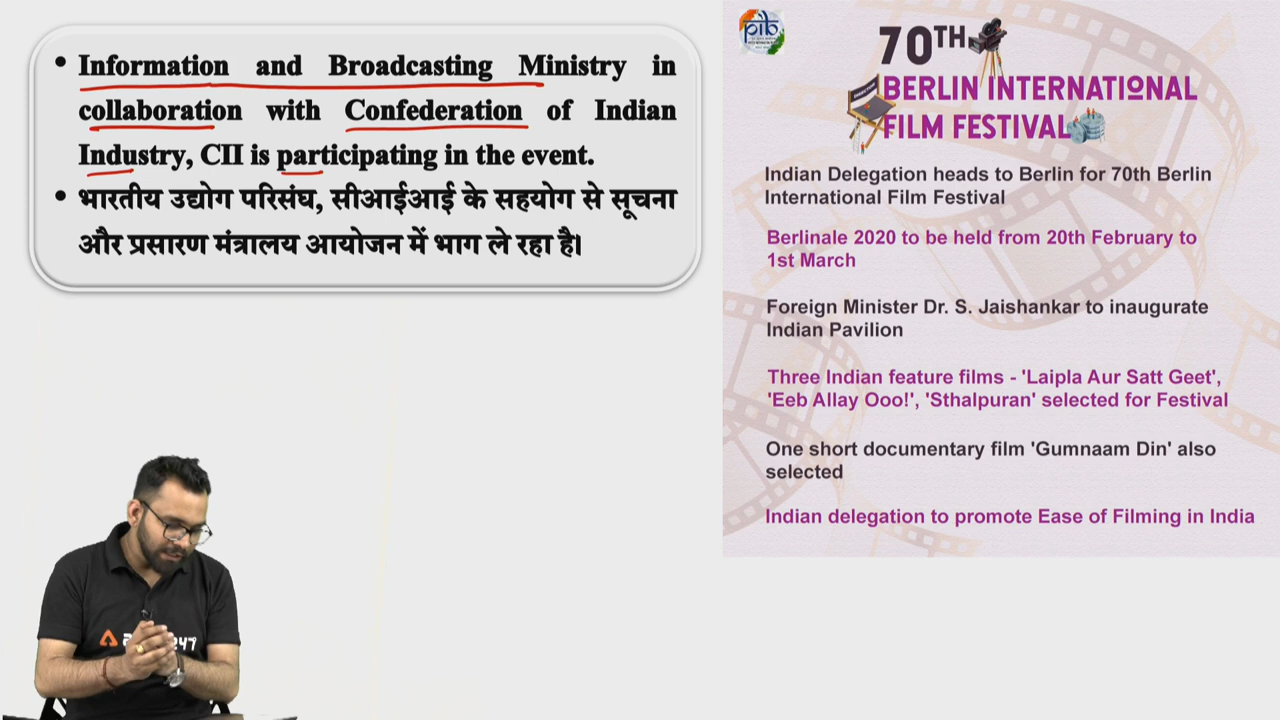 • Information and Broadcasting Ministry in
collaboration with Confederation of Indian
Industry, CII is participating in the event.
• भारतीय उद्योग परिसंघ, सीआईआई के सहयोग से सूचना
और प्रसारण मंत्रालय आयोजन में भाग ले रहा है।
pib
70TH
BERLIN INTERNATIONAL
FILM FESTIVAL
Indian Delegation heads to Berlin for 70th Berlin
International Film Festival
Berlinale 2020 to be held from 20th February to
1st March
Foreign Minister Dr. S. Jaishankar to inaugurate
Indian Pavilion
Three Indian feature films - 'Laipla Aur Satt Geet',
'Eeb Allay Ooo!', 'Sthalpuran' selected for Festival
One short documentary film 'Gumnaam Din' also
selected
Indian delegation to promote Ease of Filming in India